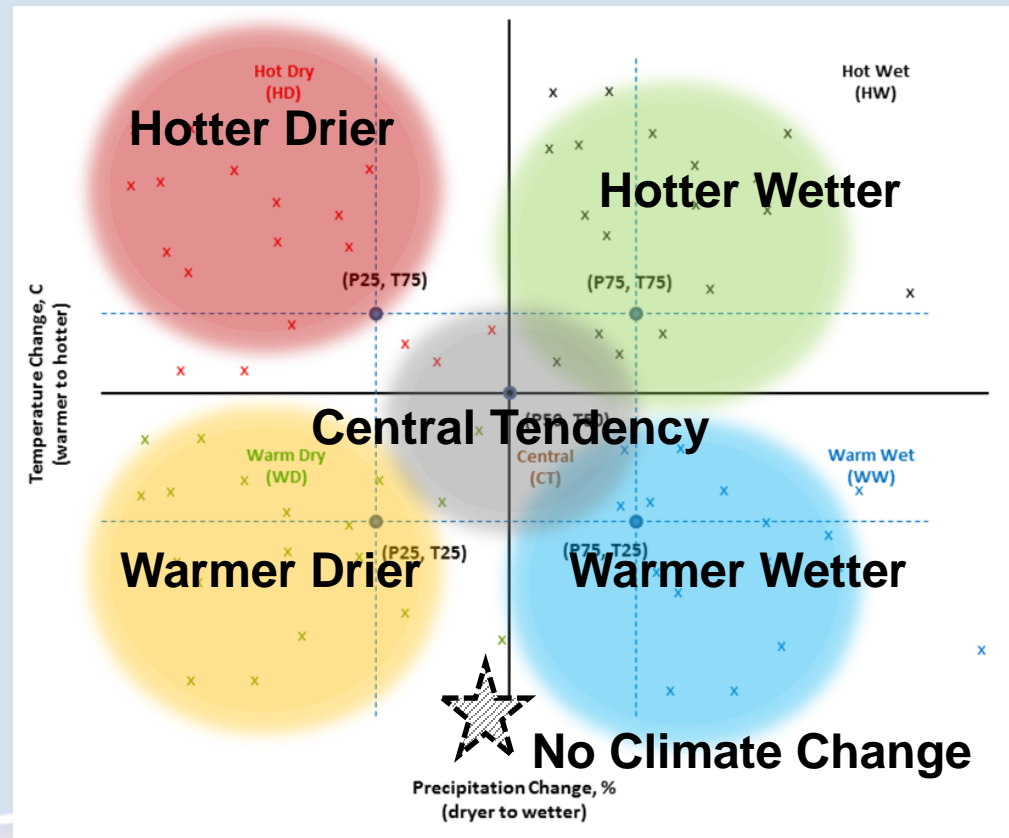 Hot Dry
(HD)
Hotter Drier
Hot Wet
(HW)
Hotter Wetter
(P25, T75)
(P75, T75)
Temperature Change, C
(warmer to hotter)
Central Tendency
(P50, T50)
Warm Dry
(WD)
Central
(CT)
Warm Wet
(WW)
(P25, T25)
(P75, T25)
Warmer Drier
Warmer Wetter
No Climate Change
Precipitation Change, %
(dryer to wetter)